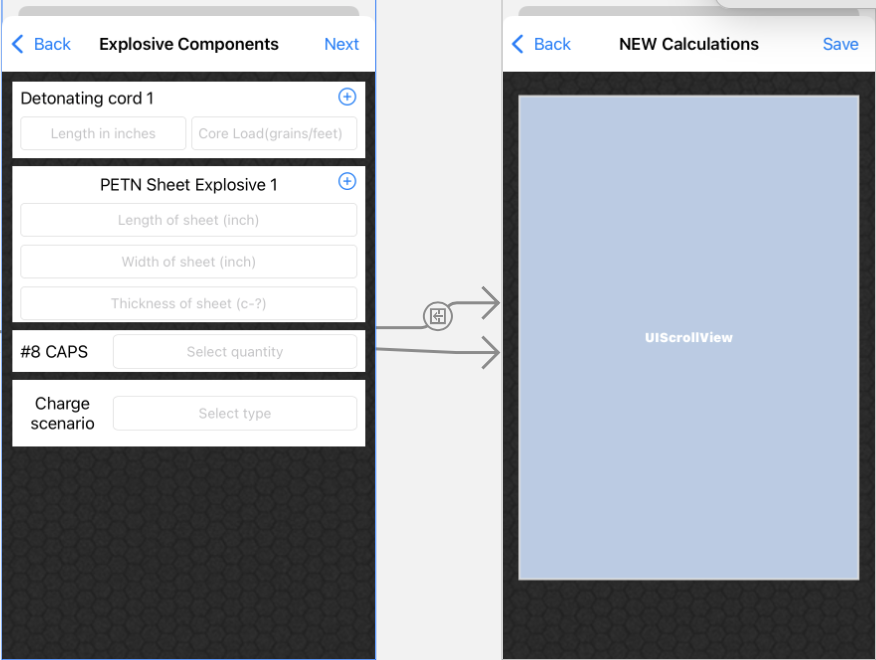 Back Explosive Components Next
Detonating cord 1
Length in inches Core Load(grains/feet)
PETN Sheet Explosive 1
Length of sheet (inch)
Width of sheet (inch)
Thickness of sheet (c-?)
#8 CAPS Select quantity
Charge
scenario
Select type
Back NEW Calculations Save
UIScrollView